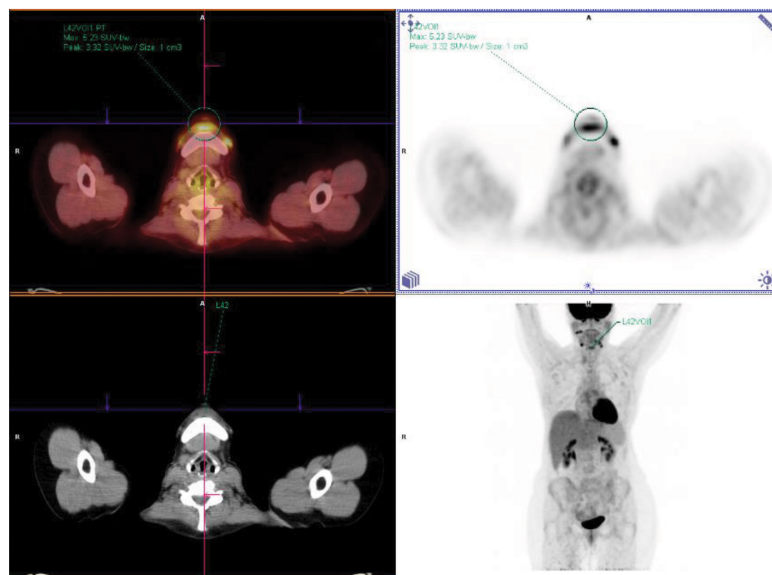 A
L42VOI1 PT
Max: 5.23 SUV-bw
Peak: 3.32 SUV-bw / Size: 1 cm3
R
A
L42VOI1
Max: 5.23 SUV-bw
Peak: 3.32 SUV-bw / Size: 1 cm3
R
A
L42
R
H
L42VOI1
R